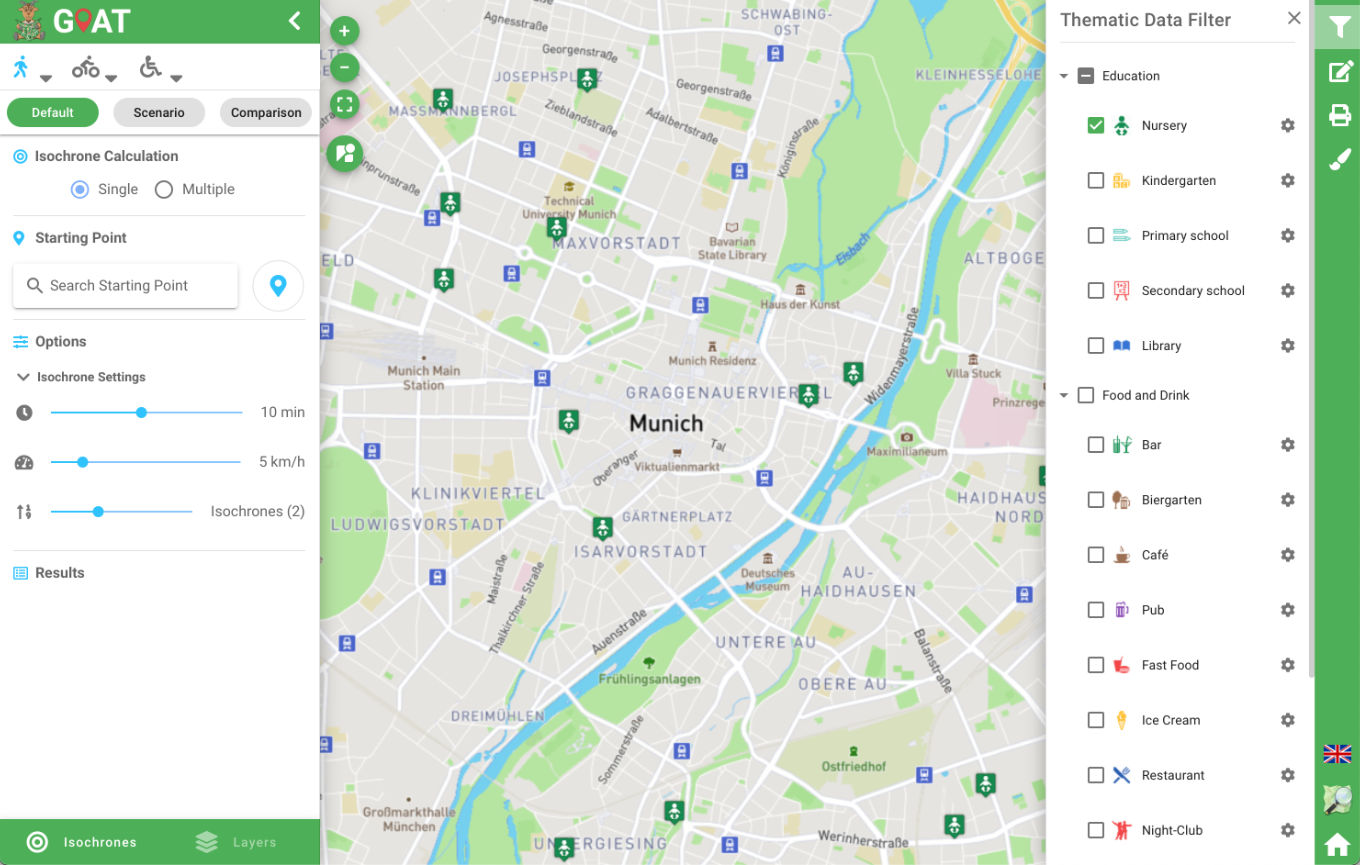 GOAT
Default
Scenario
Comparison
Isochrone Calculation
Single
Multiple
Starting Point
Search Starting Point
Options
Isochrone Settings
10 min
5 km/h
Isochrones (2)
Results
Isochrones
Layers
SCHWABING-
OST
Agnesstraße
Georgenstraße
JOSEPHSPLATZ
KLEINHESSELOHE
Georgenstraße
MASSMANNBERGL
Zieblandstraße
Adalbertstraße
Königinstraße
Technical
University Munich
MAXVORSTADT
Bavarian
State Library
Eisbach
ALTBOGE
ELD
Haus der Kunst
Widenmayerstraße
Munich Residenz
Munich Main
Station
Villa Stuck
GRAGGENAUERVIERTEL
Prinzrege
Munich
Tal
Maximilianeum
Oberanger
Viktualienmarkt
KLINIKVIERTEL
HAIDHAUS
NORD
LUDWIGSVORSTADT
GÄRTNERPLATZ
ISARVORSTADT
Deutsches
Museum
AU-
HAIDHAUSEN
Maistraße
Thalkirchner Straße
Auenstraße
UNTERE AU
Balanstraße
Frühlingsanlagen
OBERE AU
DREIMÜHLEN
Sommerstraße
Ostfriedhof
Großmarkthalle
München
UNTERGIESING
Werinherstraße
Thematic Data Filter
Education
Nursery
Kindergarten
Primary school
Secondary school
Library
Food and Drink
Bar
Biergarten
Café
Pub
Fast Food
Ice Cream
Restaurant
Night-Club